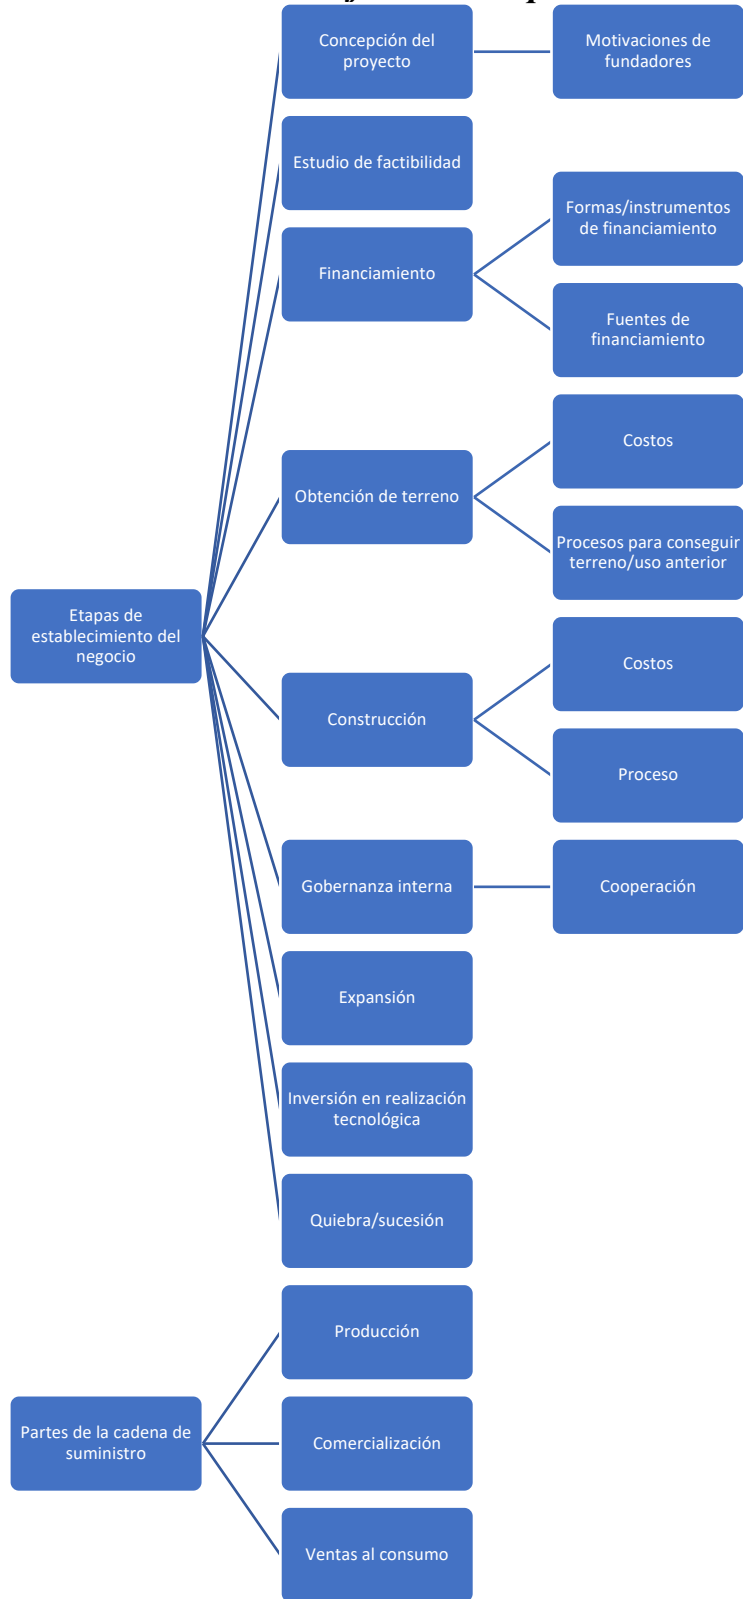 Concepción del
proyecto
Motivaciones de
fundadores
Estudio de factibilidad
Formas/instrumentos
de financiamiento
Financiamiento
Fuentes de
financiamiento
Costos
Obtención de terreno
Procesos para conseguir
terreno/uso anterior
Etapas de
establecimiento del
negocio
Costos
Construcción
Proceso
Gobernanza interna
Cooperación
Expansión
Inversión en realización
tecnológica
Quiebra/sucesión
Producción
Partes de la cadena de
suministro
Comercialización
Ventas al consumo